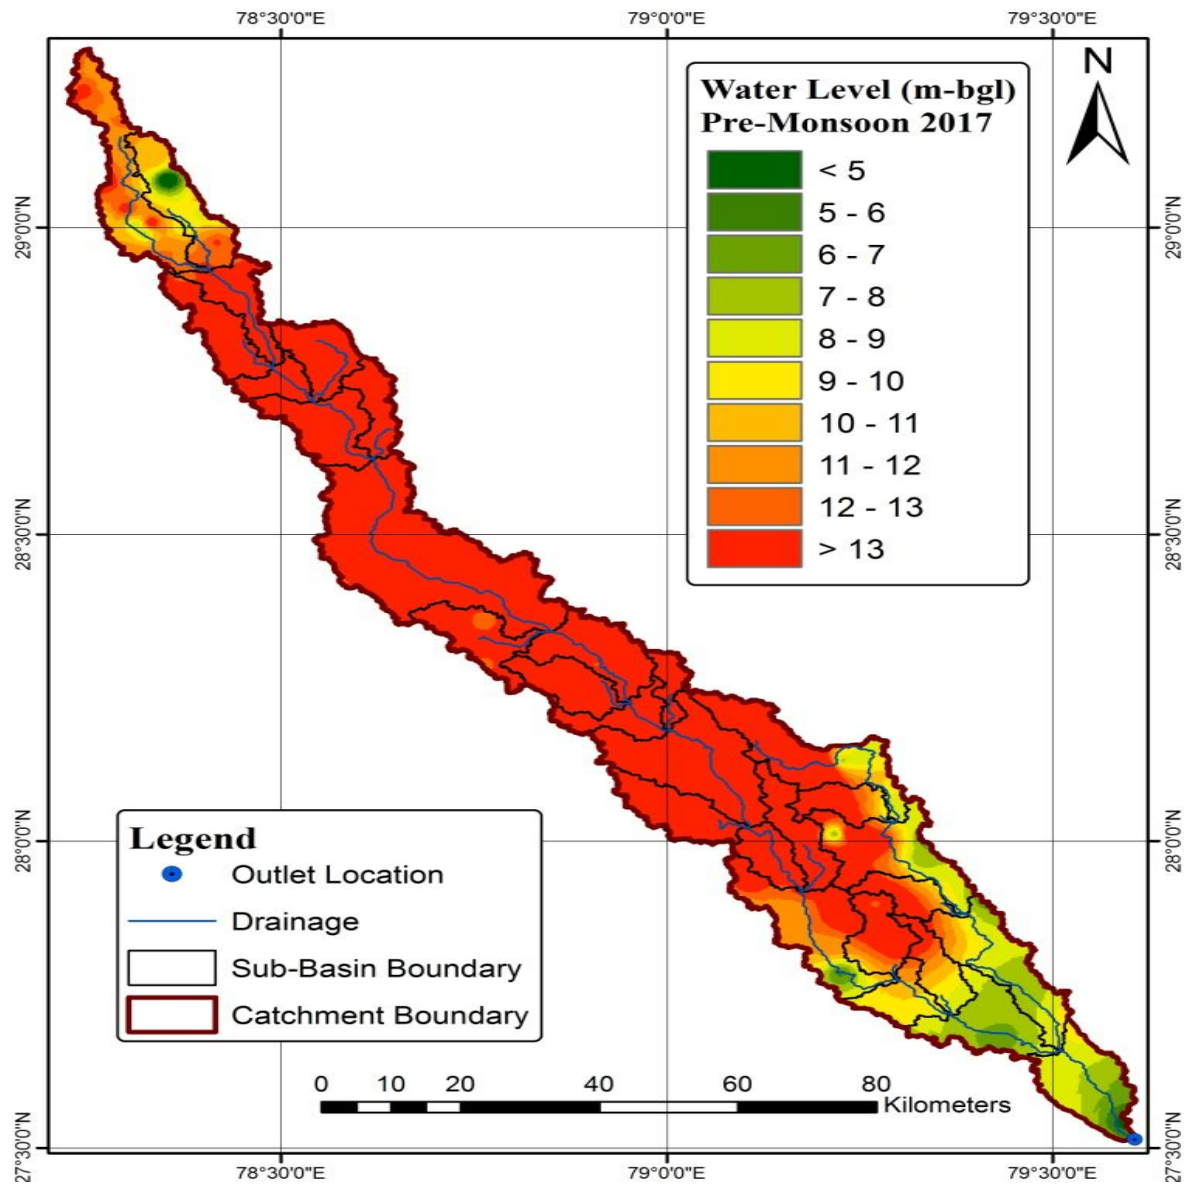 78°30'0"E 79°0'0"E 79°30'0"E
N
Water Level (m-bgl)
Pre-Monsoon 2017
< 5
5 - 6
6 - 7
7 - 8
8 - 9
9 - 10
10 - 11
11 - 12
12 - 13
> 13
29°0'0"N 29°0'0"N
28°30'0"N 28°30'0"N
28°0'0"N 28°0'0"N
27°30'0"N 27°30'0"N
Legend
Outlet Location
Drainage
Sub-Basin Boundary
Catchment Boundary
0 10 20 40 60 80
Kilometers
78°30'0"E 79°0'0"E 79°30'0"E